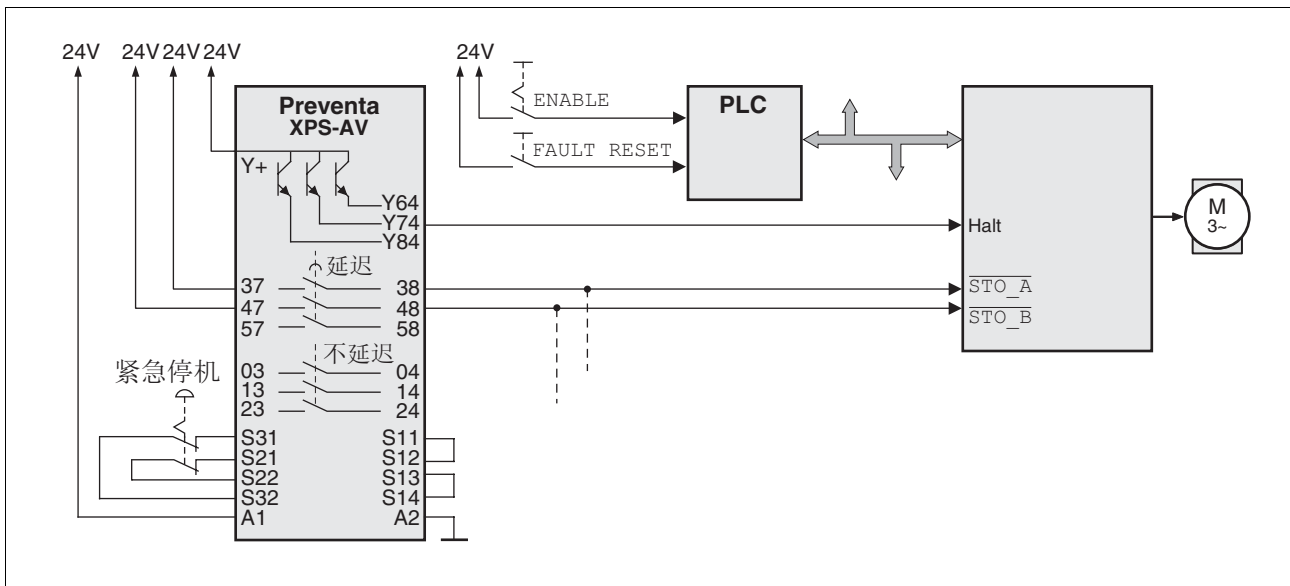 24V 24V 24V 24V 24V
Preventa
XPS-AV
ENABLE
PLC
FAULT RESET
Y+
Y64
Y74
Y84
Halt
M
3~
延迟
37 38
47 48
57 58
STO_A
STO_B
不延迟
紧急停机
03 04
13 14
23 24
S31 S11
S21 S12
S22 S13
S32 S14
A1 A2